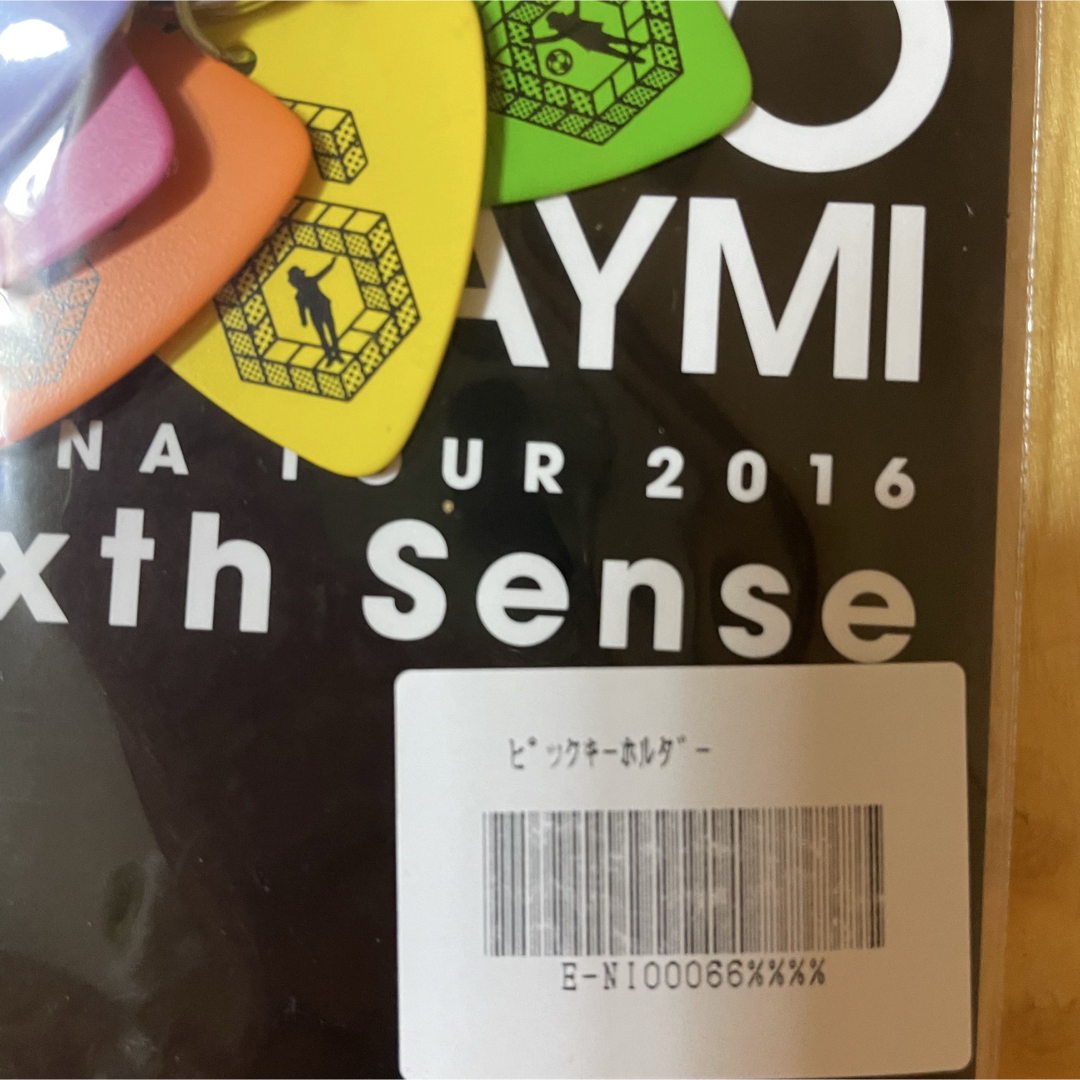 O
AYMI
NA TOUR 2016
xth Sense
ピックキーホルダー
E-NI00066%%%%